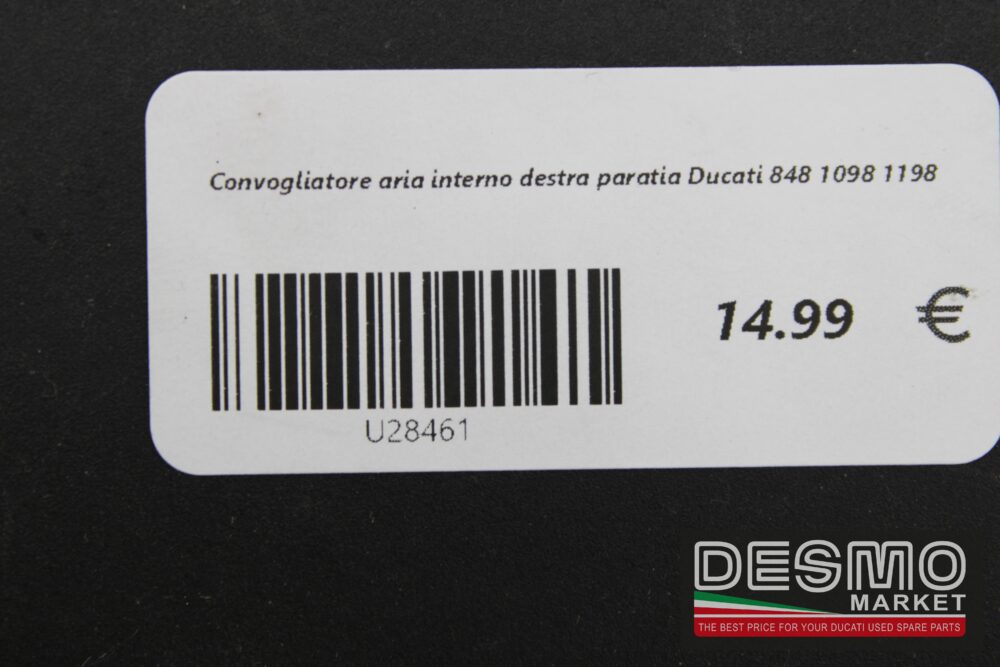 Convogliatore aria interno destra paratia Ducati 848 1098 1198
14.99 €
U28461
DESMO
MARKET
THE BEST PRICE FOR YOUR DUCATI USED SPARE PARTS